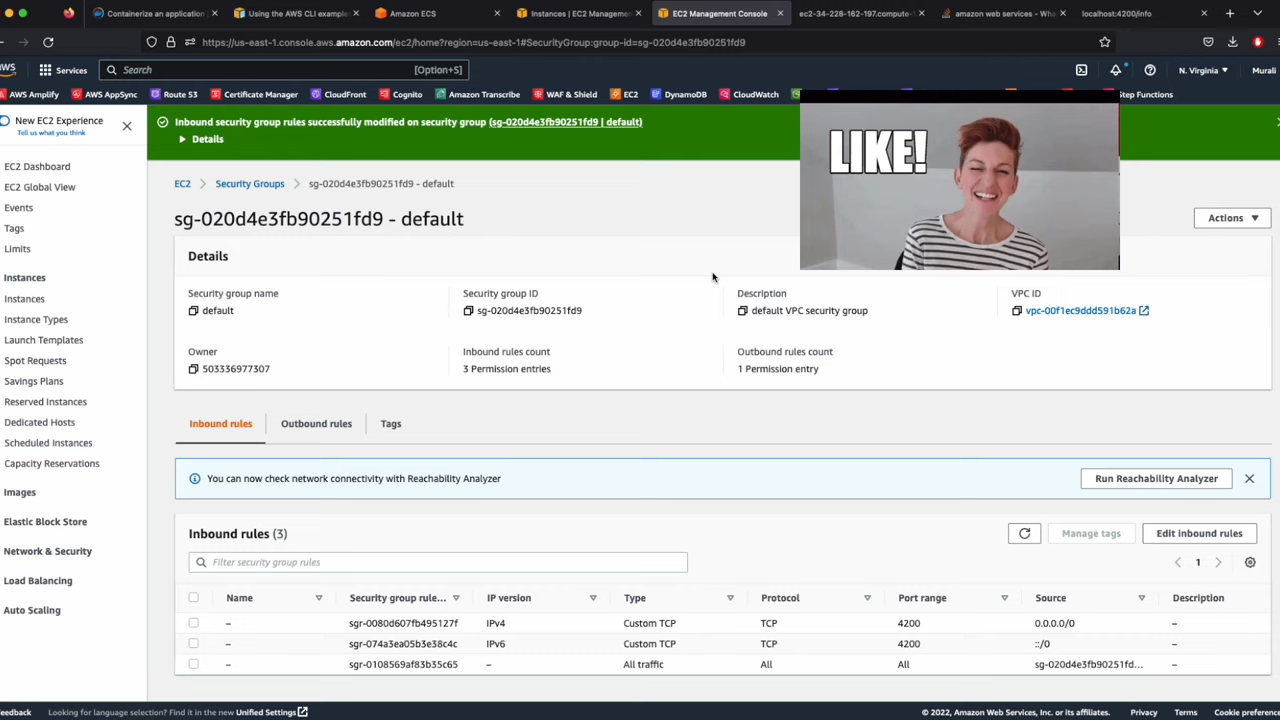 Containerize an application
Using the AWS CLI example
Amazon ECS
Instances | EC2 Manageme
EC2 Management Console
ec2-34-228-162-197.compute-1
amazon web services - Wha
localhost:4200/info
https://us-east-1.console.aws.amazon.com/ec2/home?region=us-east-1#SecurityGroup:group-id=sg-020d4e3fb90251fd9
aws Services Search [Option+S] N. Virginia Murali
AWS Amplify AWS AppSync Route 53 Certificate Manager CloudFront Cognito Amazon Transcribe WAF & Shield EC2 DynamoDB CloudWatch Step Functions
New EC2 Experience
Tell us what you think
EC2 Dashboard
EC2 Global View
Events
Tags
Limits
Instances
Instances
Instance Types
Launch Templates
Spot Requests
Savings Plans
Reserved Instances
Dedicated Hosts
Scheduled Instances
Capacity Reservations
Images
Elastic Block Store
Network & Security
Load Balancing
Auto Scaling
Inbound security group rules successfully modified on security group (sg-020d4e3fb90251fd9 | default)
Details
LIKE!
EC2 Security Groups sg-020d4e3fb90251fd9 - default
sg-020d4e3fb90251fd9 - default
Actions
Details
Security group name
default
Security group ID
sg-020d4e3fb90251fd9
Description
default VPC security group
VPC ID
vpc-00f1ec9ddd591b62a
Owner
503336977307
Inbound rules count
3 Permission entries
Outbound rules count
1 Permission entry
Inbound rules Outbound rules Tags
You can now check network connectivity with Reachability Analyzer Run Reachability Analyzer
Inbound rules (3) Manage tags Edit inbound rules
Filter security group rules 1
Name Security group rule... IP version Type Protocol Port range Source Description
– sgr-0080d607fb495127f IPv4 Custom TCP TCP 4200 0.0.0.0/0 –
– sgr-074a3ea05b3e38c4c IPv6 Custom TCP TCP 4200 ::/0 –
– sgr-0108569af83b35c65 – All traffic All All sg-020d4e3fb90251fd... –
feedback Looking for language selection? Find it in the new Unified Settings © 2022, Amazon Web Services, Inc. or its affiliates. Privacy Terms Cookie preferenc